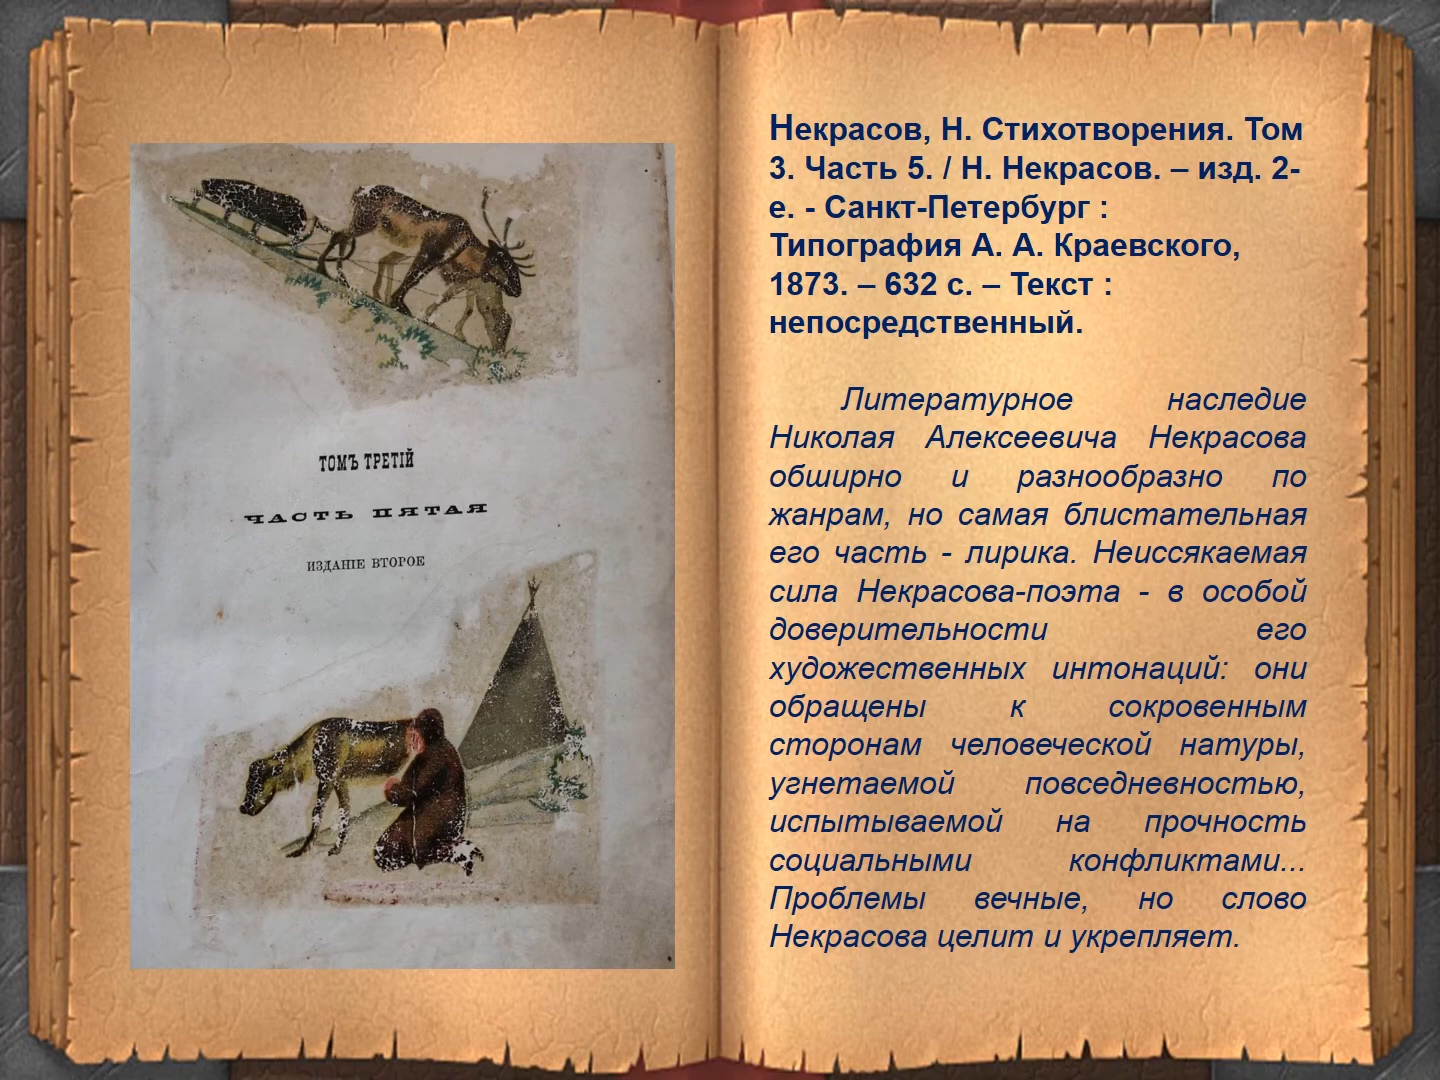 ТОМЪ ТРЕТІЙ
ЧАСТЬ ПЯТАЯ
ИЗДАНІЕ ВТОРОЕ
Некрасов, Н. Стихотворения. Том
3. Часть 5. / Н. Некрасов. – изд. 2-
е. - Санкт-Петербург :
Типография А. А. Краевского,
1873. – 632 с. – Текст :
непосредственный.
Литературное наследие
Николая Алексеевича Некрасова
обширно и разнообразно по
жанрам, но самая блистательная
его часть - лирика. Неиссякаемая
сила Некрасова-поэта - в особой
доверительности его
художественных интонаций: они
обращены к сокровенным
сторонам человеческой натуры,
угнетаемой повседневностью,
испытываемой на прочность
социальными конфликтами...
Проблемы вечные, но слово
Некрасова целит и укрепляет.